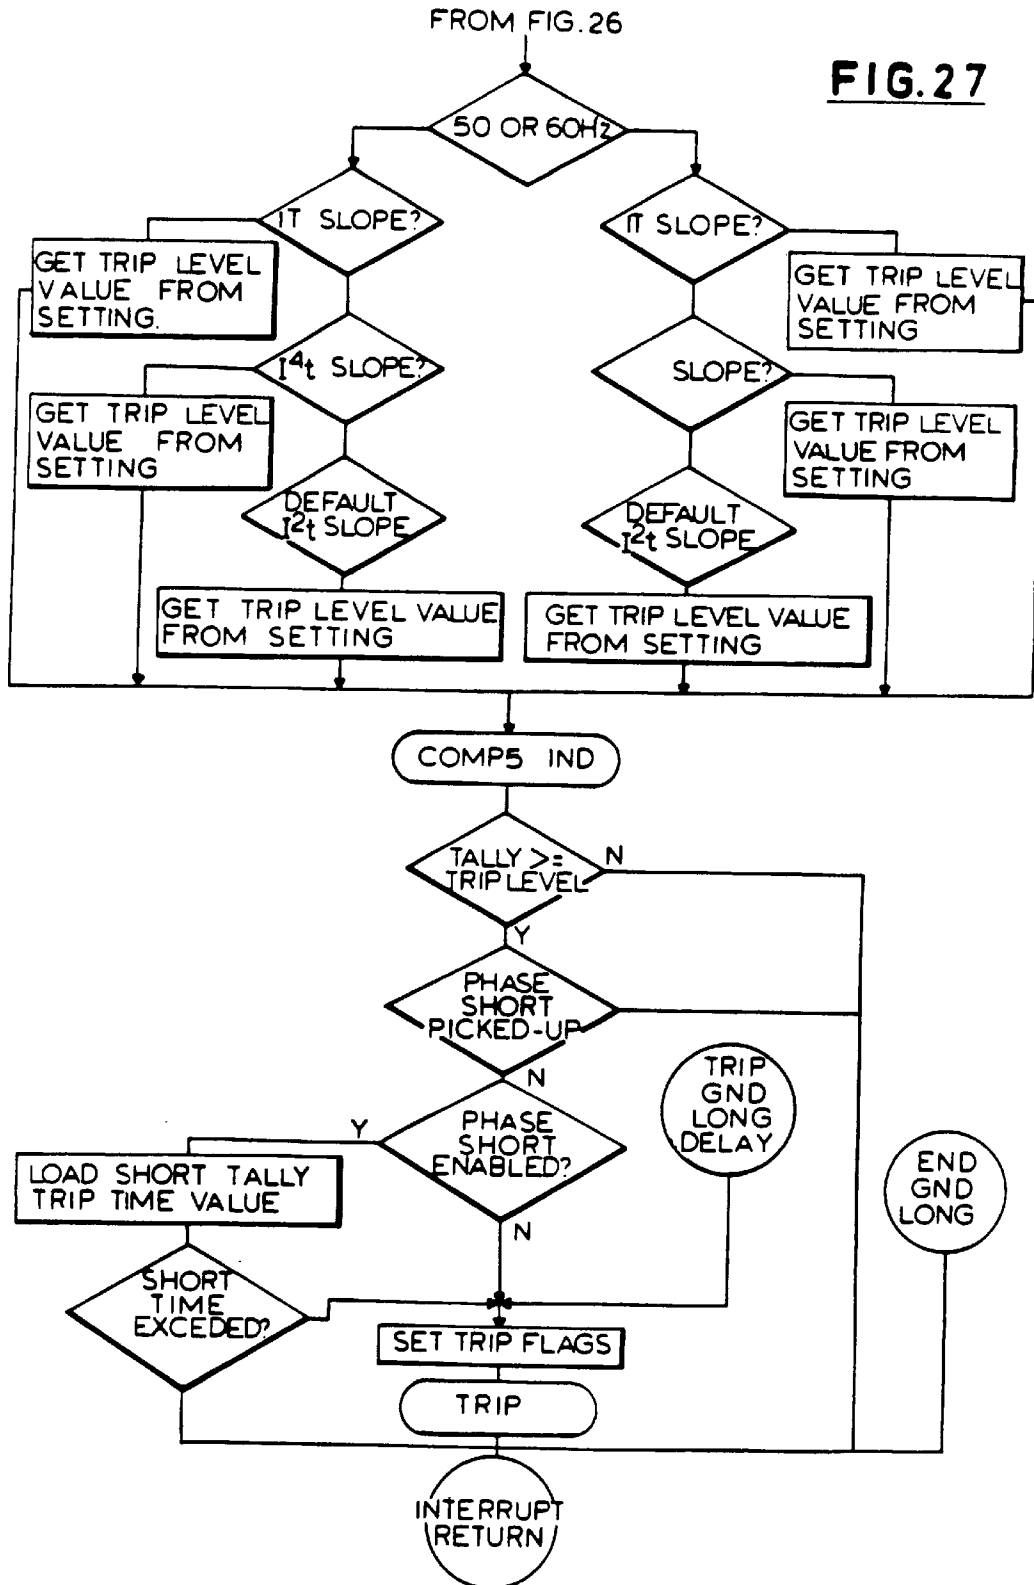 FROM FIG.26
FIG.27
50 OR 60Hz
IT SLOPE?
IT SLOPE?
GET TRIP LEVEL
VALUE FROM
SETTING.
GET TRIP LEVEL
VALUE FROM
SETTING
I⁴t SLOPE?
SLOPE?
GET TRIP LEVEL
VALUE FROM
SETTING
GET TRIP LEVEL
VALUE FROM
SETTING
DEFAULT
I²t SLOPE
DEFAULT
I²t SLOPE
GET TRIP LEVEL VALUE
FROM SETTING
GET TRIP LEVEL VALUE
FROM SETTING
COMP5 IND
TALLY >=
TRIP LEVEL
N
Y
PHASE
SHORT
PICKED-UP
N
TRIP
GND
LONG
DELAY
PHASE
SHORT
ENABLED?
Y
N
END
GND
LONG
LOAD SHORT TALLY
TRIP TIME VALUE
SHORT
TIME
EXCEDED?
SET TRIP FLAGS
TRIP
INTERRUPT
RETURN